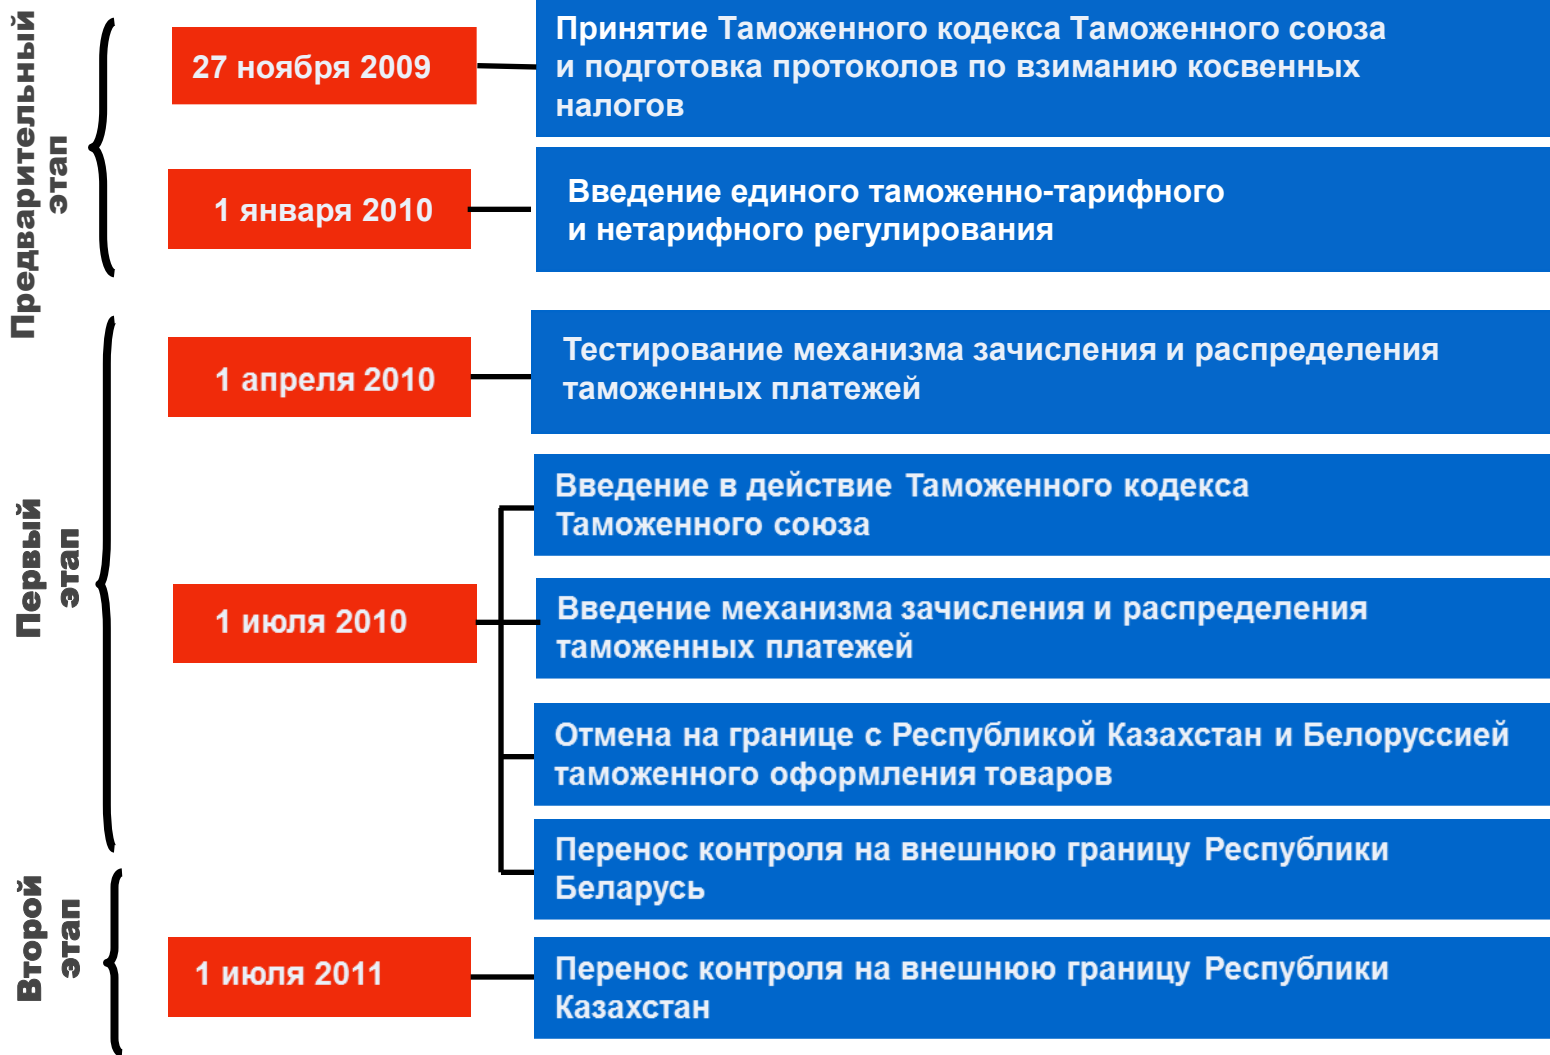 Предварительный
этап
27 ноября 2009
Принятие Таможенного кодекса Таможенного союза
и подготовка протоколов по взиманию косвенных
налогов
1 января 2010
Введение единого таможенно-тарифного
и нетарифного регулирования
Первый
этап
1 апреля 2010
Тестирование механизма зачисления и распределения
таможенных платежей
1 июля 2010
Введение в действие Таможенного кодекса
Таможенного союза
Введение механизма зачисления и распределения
таможенных платежей
Отмена на границе с Республикой Казахстан и Белоруссией
таможенного оформления товаров
Перенос контроля на внешнюю границу Республики
Беларусь
Второй
этап
1 июля 2011
Перенос контроля на внешнюю границу Республики
Казахстан